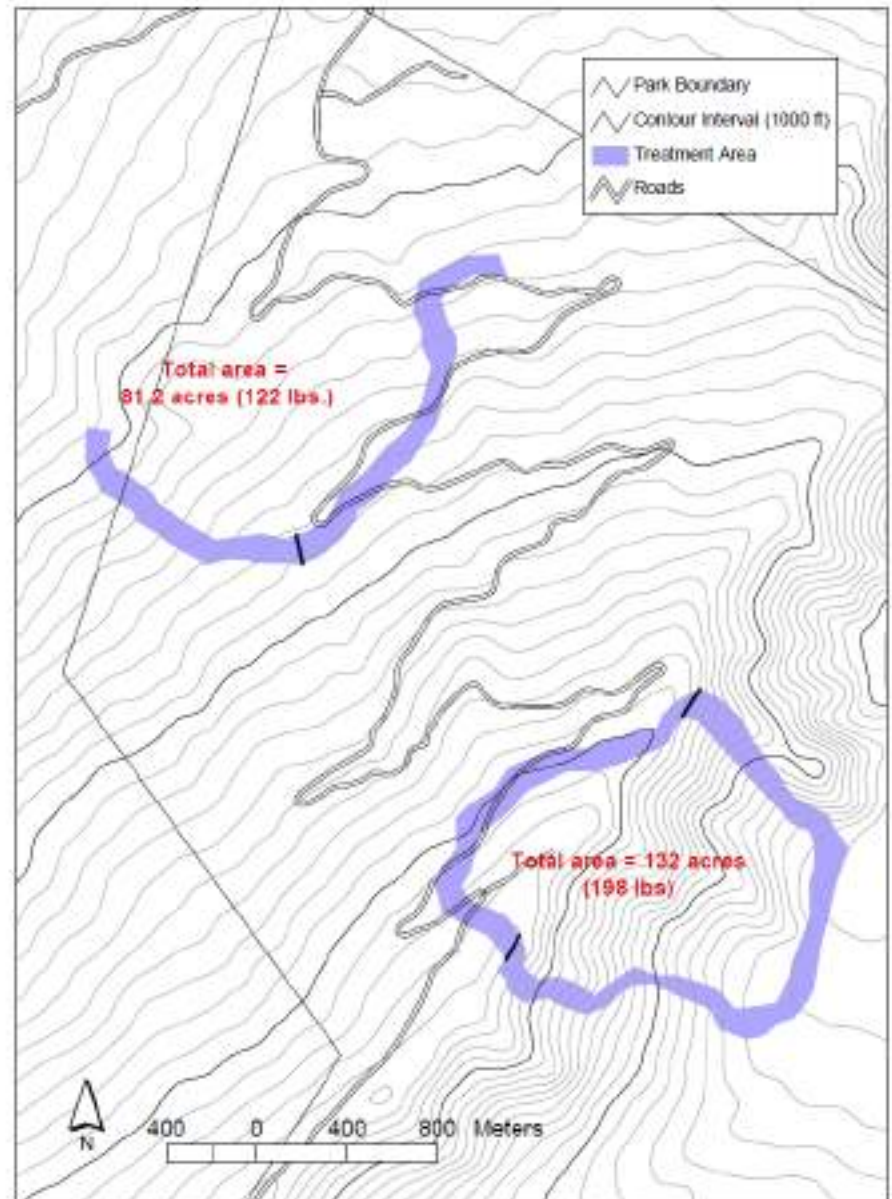 Park Boundary
Contour Interval (1000 ft)
Treatment Area
Roads
Total area =
81.2 acres (122 lbs.)
Total area = 132 acres
(198 lbs)
N
400 0 400 800 Meters